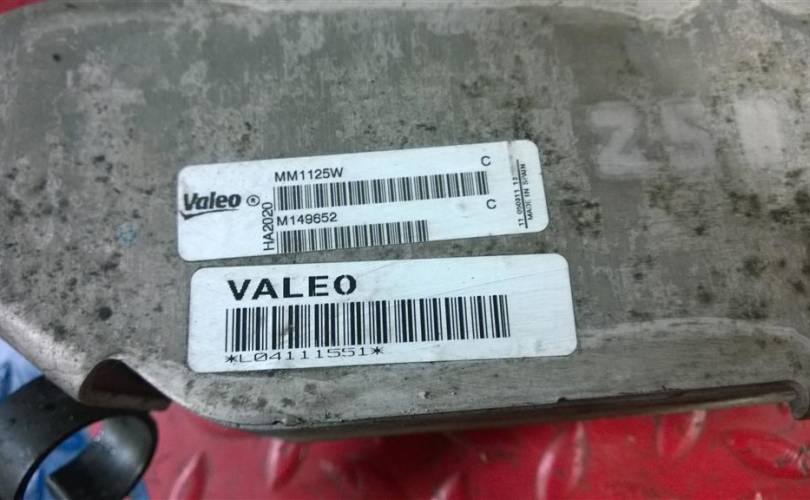 MM1125W C
Valeo ®
HA2020
M149652 C
MADE IN SPAIN
VALEO
*L04111551*